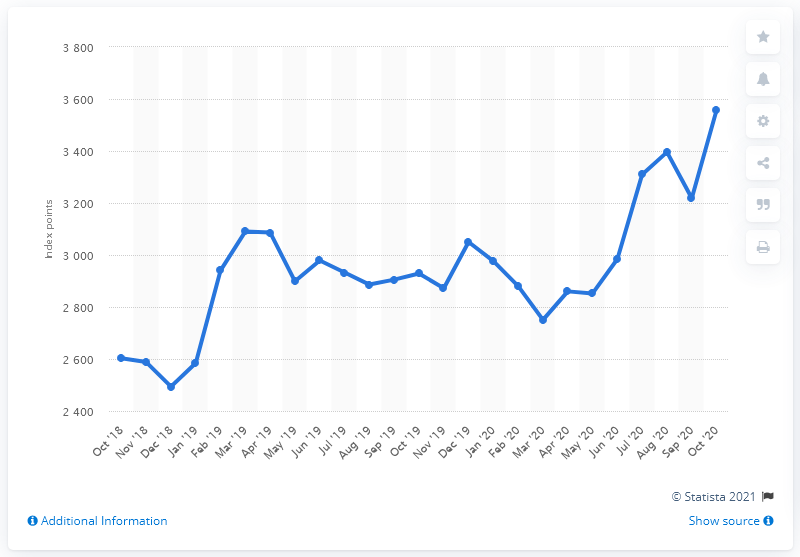 3 800
3 600
3 400
3 200
3 000
2 800
2 600
2 400
Index points
Oct '18
Nov '18
Dec '18
Jan '19
Feb '19
Mar '19
Apr '19
May '19
Jun '19
Jul '19
Aug '19
Sep '19
Oct '19
Nov '19
Dec '19
Jan '20
Feb '20
Mar '20
Apr '20
May '20
Jun '20
Jul '20
Aug '20
Sep '20
Oct '20
© Statista 2021
Additional Information
Show source